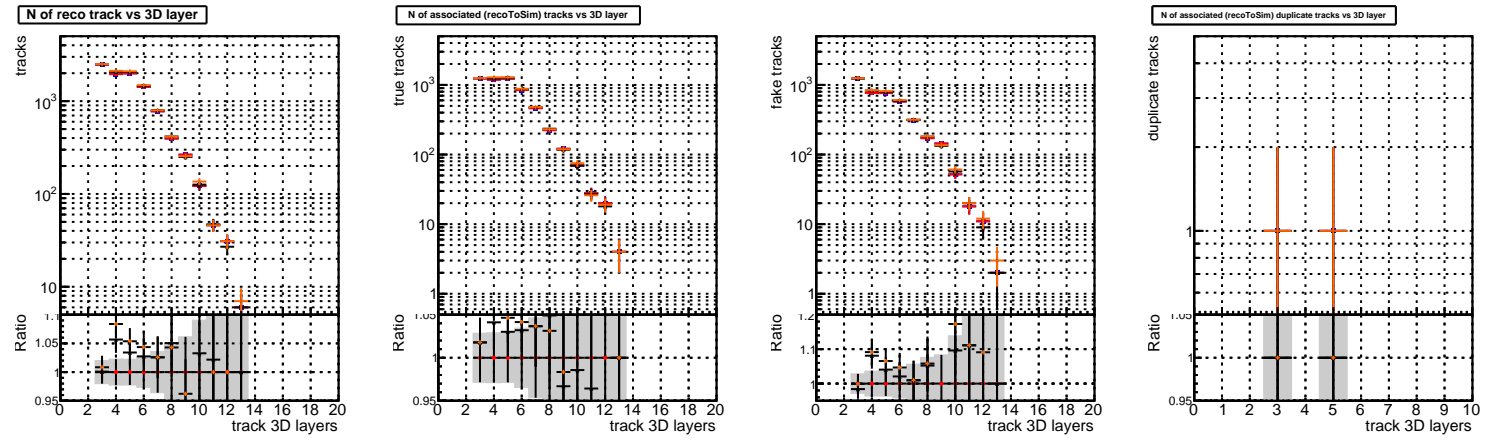 N of reco track vs 3D layer
tracks
10³
10²
10
Ratio
1.1
1.05
1
0.95
0 2 4 6 8 10 12 14 16 18 20
track 3D layers
N of associated (recoToSim) tracks vs 3D layer
true tracks
10³
10²
10
1
Ratio
1.05
1
0.95
0 2 4 6 8 10 12 14 16 18 20
track 3D layers
fake tracks
10³
10²
10
1
Ratio
1.2
1.1
1
0 2 4 6 8 10 12 14 16 18 20
track 3D layers
N of associated (recoToSim) duplicate tracks vs 3D layer
duplicate tracks
1
Ratio
1.05
1
0.95
0 1 2 3 4 5 6 7 8 9 10
track 3D layers